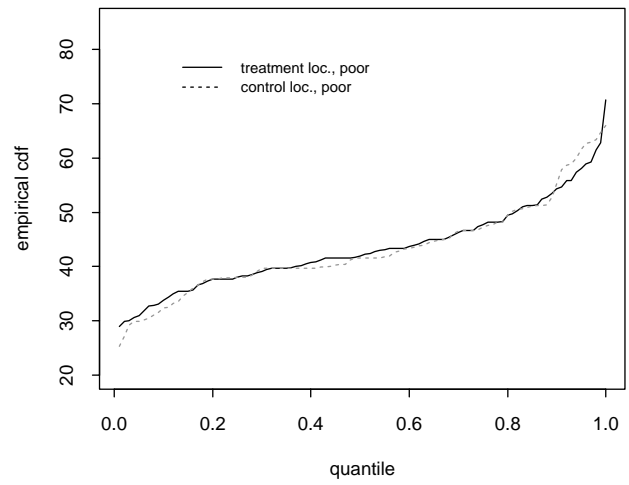 80
70
60
50
40
30
20
empirical cdf
treatment loc., poor
control loc., poor
0.0 0.2 0.4 0.6 0.8 1.0
quantile